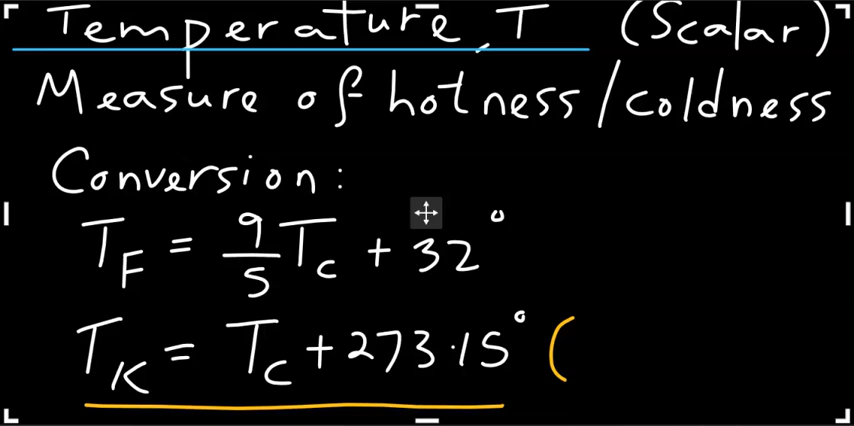 Temperature, T (Scalar)
Measure of hotness/coldness
Conversion:
T_F = 9/5 T_C + 32°
T_K = T_C + 273.15° (